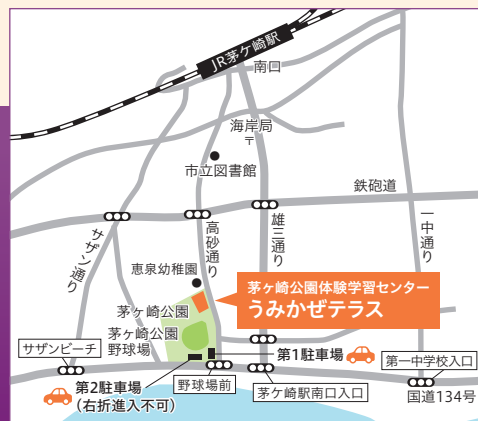 JR茅ケ崎駅
南口
海岸局
〒
市立図書館
鉄砲道
サザン通り
高砂通り
雄三通り
一中通り
恵泉幼稚園
茅ヶ崎公園体験学習センター
うみかぜテラス
茅ケ崎公園
茅ケ崎公園
野球場
サザンビーチ
第1駐車場
第一中学校入口
第2駐車場
(右折進入不可)
野球場前
茅ケ崎駅南口入口
国道134号